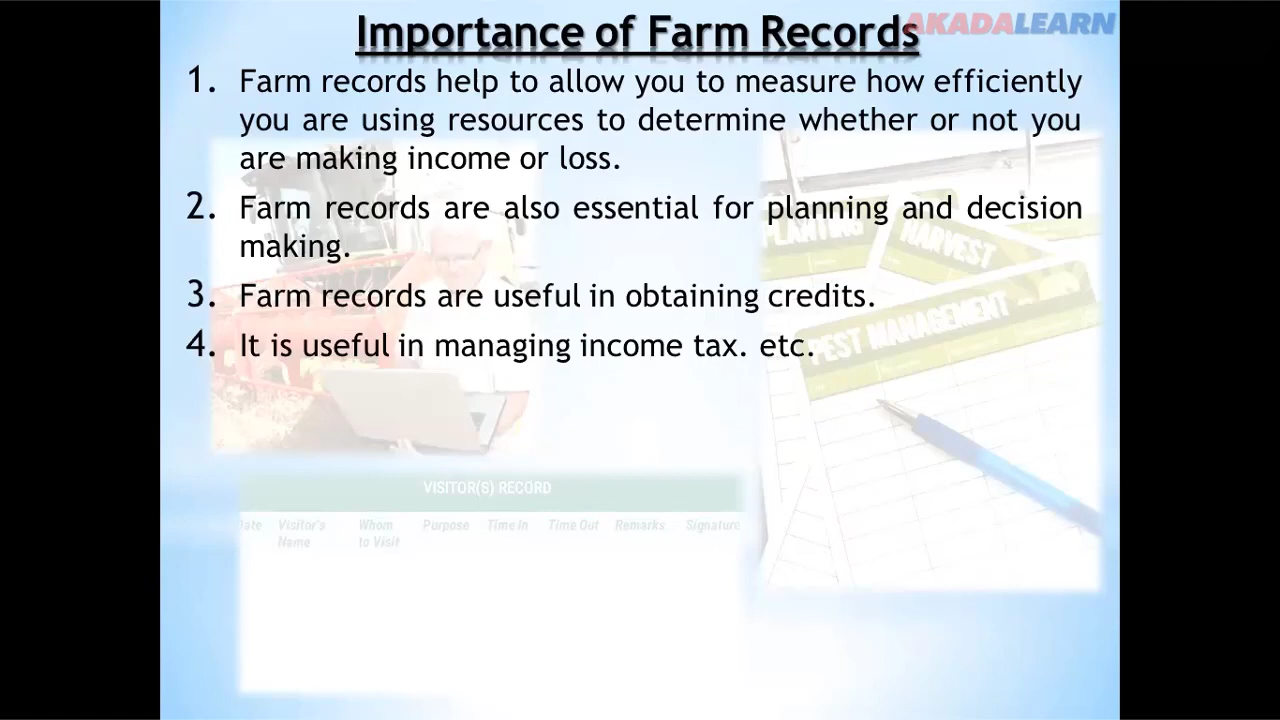 Importance of Farm Records
AKADALEARN
1. Farm records help to allow you to measure how efficiently
you are using resources to determine whether or not you
are making income or loss.
2. Farm records are also essential for planning and decision
making.
3. Farm records are useful in obtaining credits.
4. It is useful in managing income tax. etc.
PLANTING
HARVEST
PEST MANAGEMENT
VISITOR(S) RECORD
ate Visitor's Name Whom to Visit Purpose Time In Time Out Remarks Signature